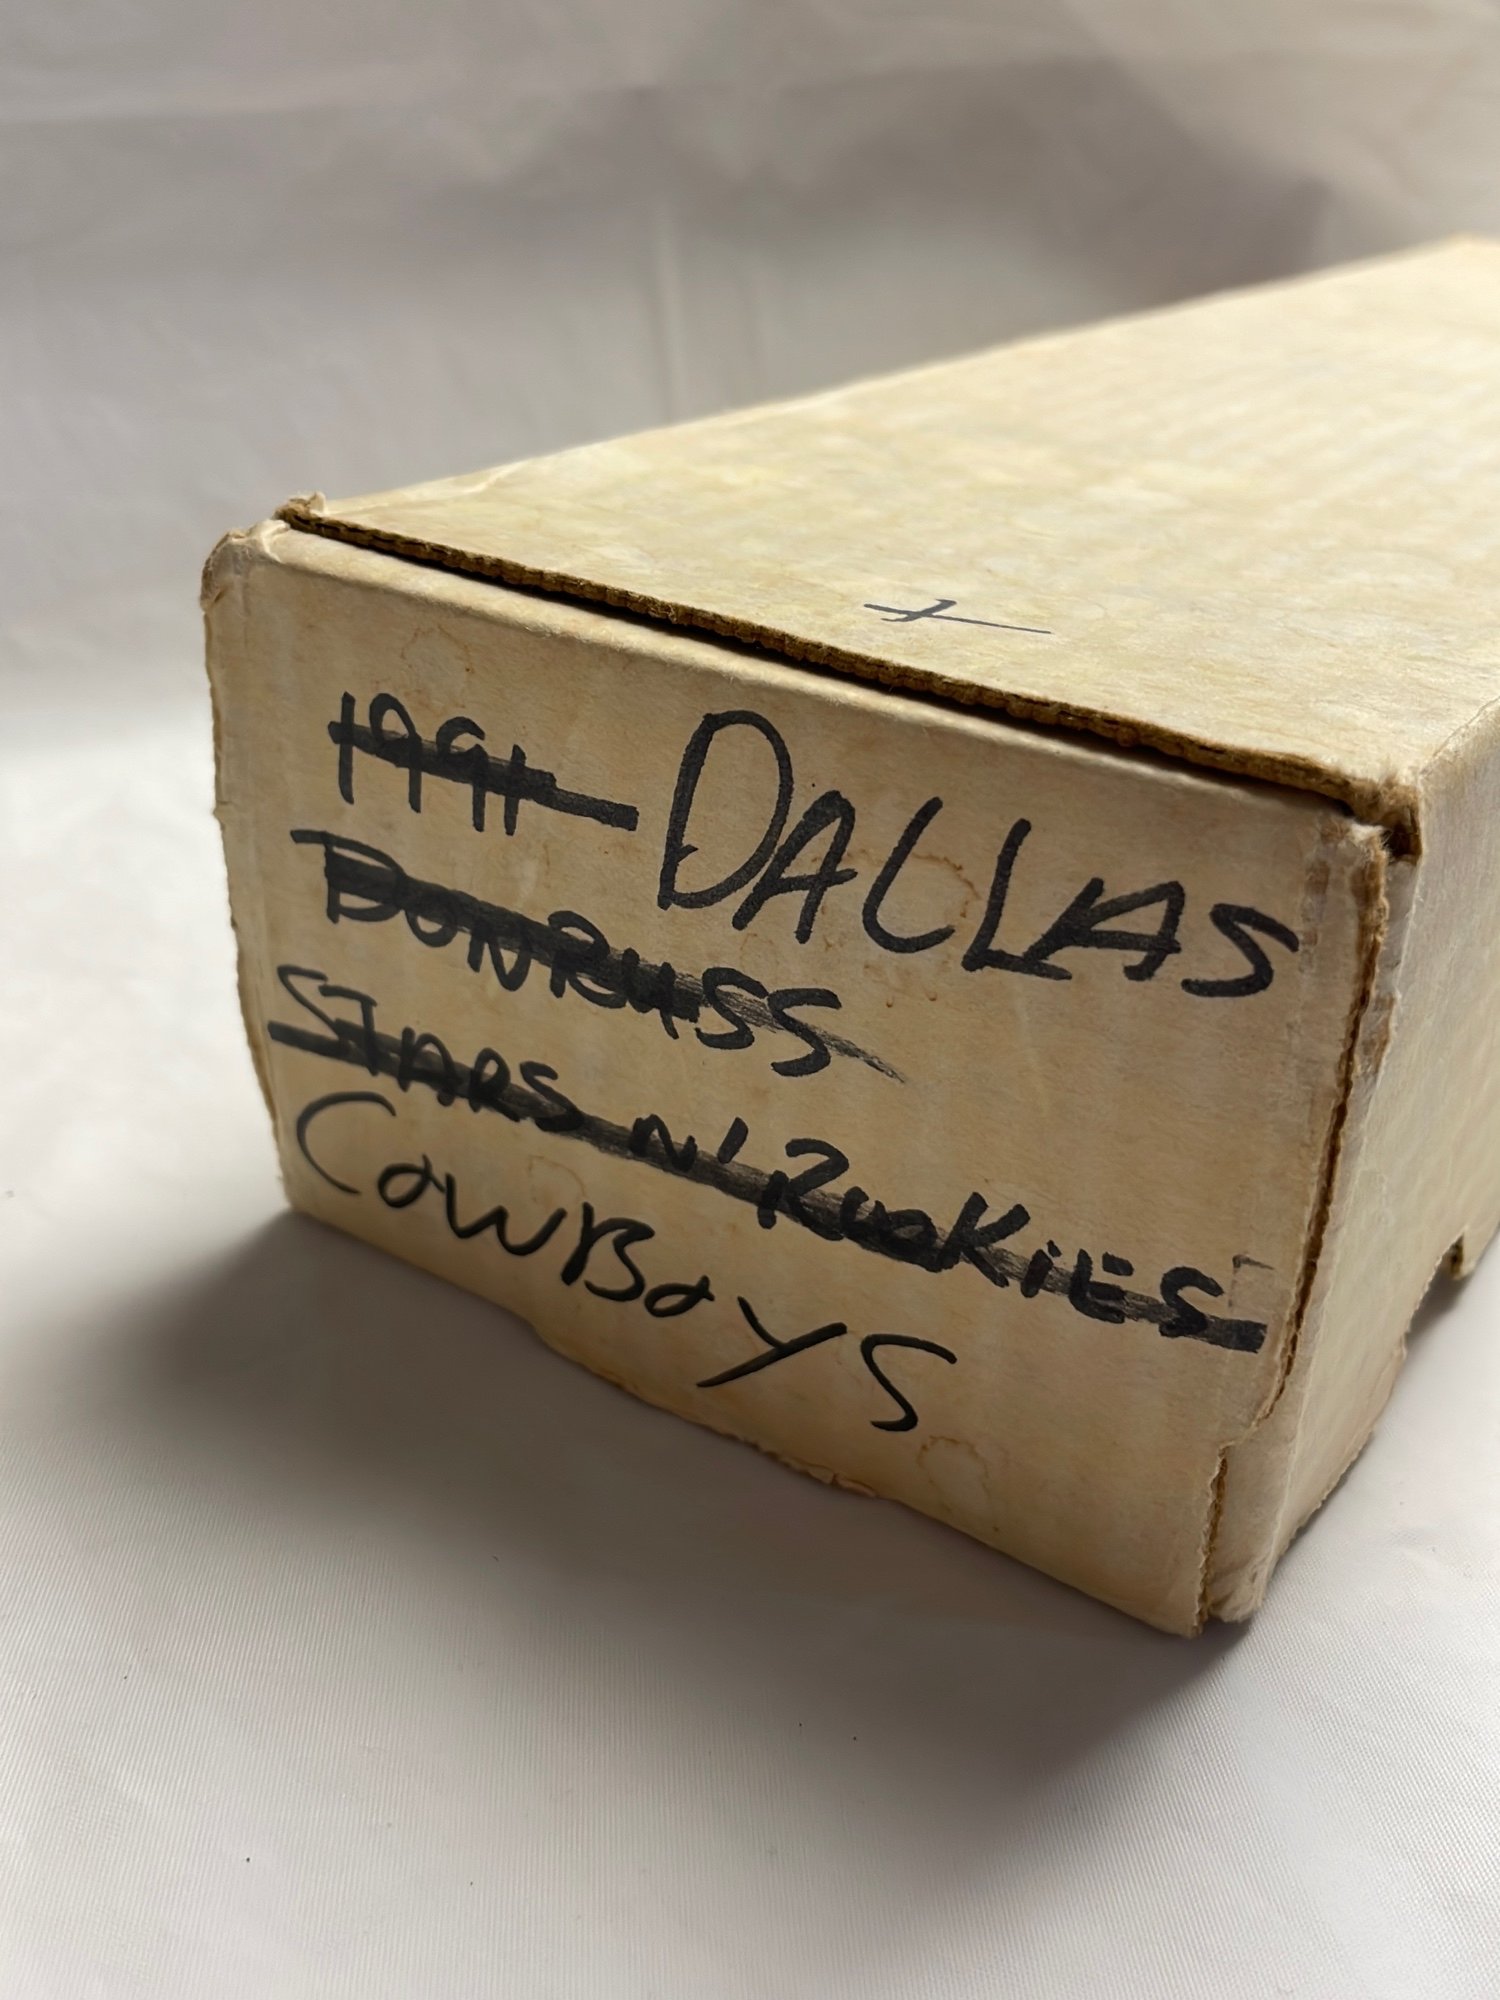 1991 DALLAS
DONRUSS
STARS N' ROOKIES
COWBOYS